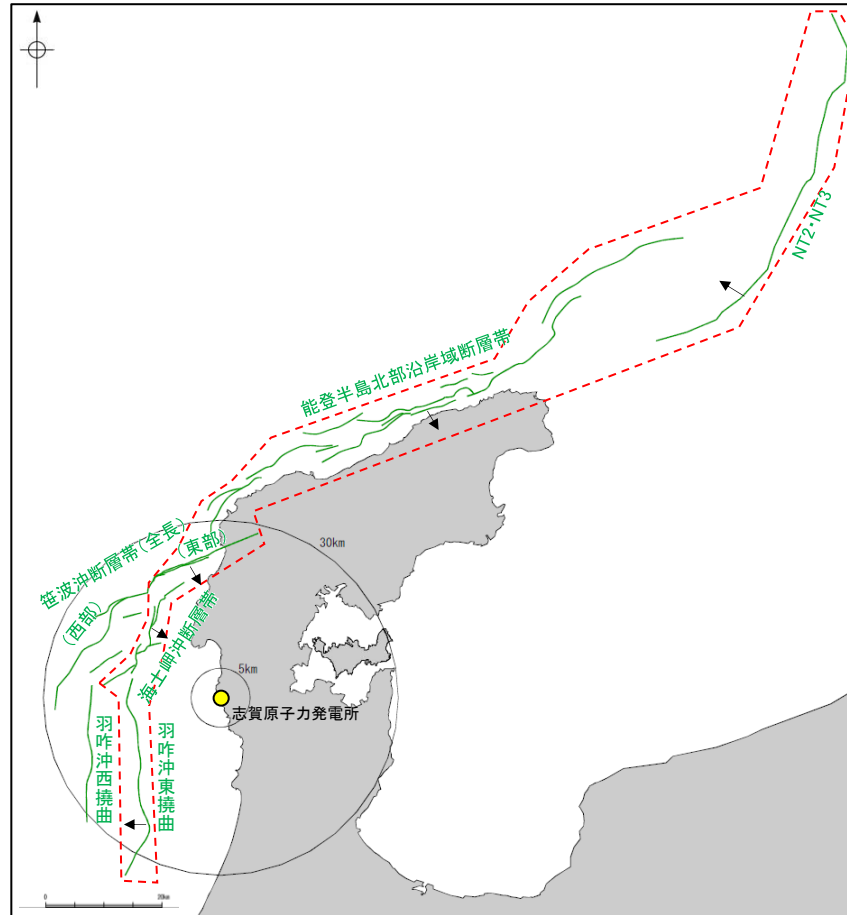 NT2・NT3
能登半島北部沿岸域断層帯
笹波沖断層帯(全長)
(東部)
(西部)
30km
海士岬沖断層帯
5km
志賀原子力発電所
羽咋沖西撓曲
羽咋沖東撓曲
0
20km